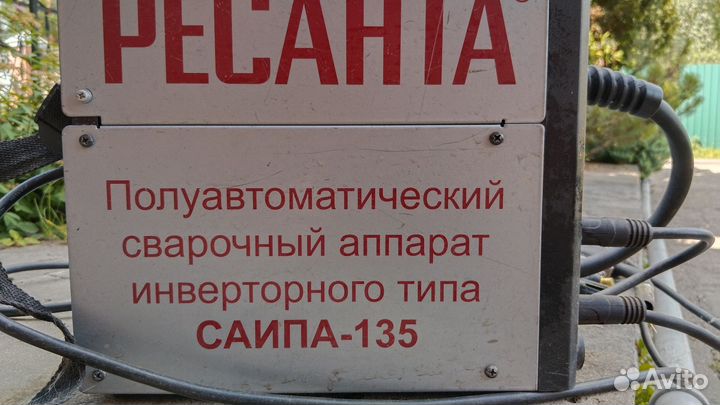 РЕСАНТА
Полуавтоматический
сварочный аппарат
инверторного типа
САИПА-135
Avito